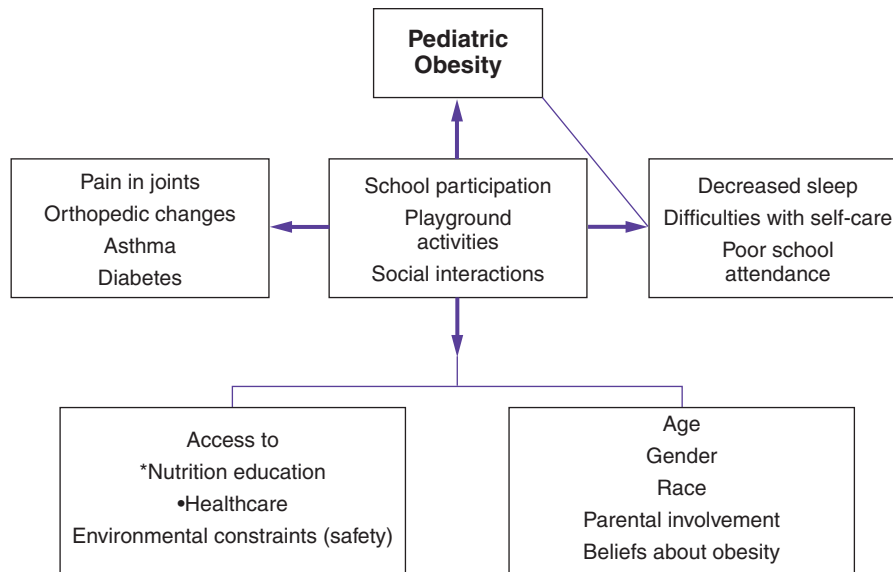 Pediatric
Obesity
Pain in joints
Orthopedic changes
Asthma
Diabetes
School participation
Playground
activities
Social interactions
Decreased sleep
Difficulties with self-care
Poor school
attendance
Access to
*Nutrition education
•Healthcare
Environmental constraints (safety)
Age
Gender
Race
Parental involvement
Beliefs about obesity